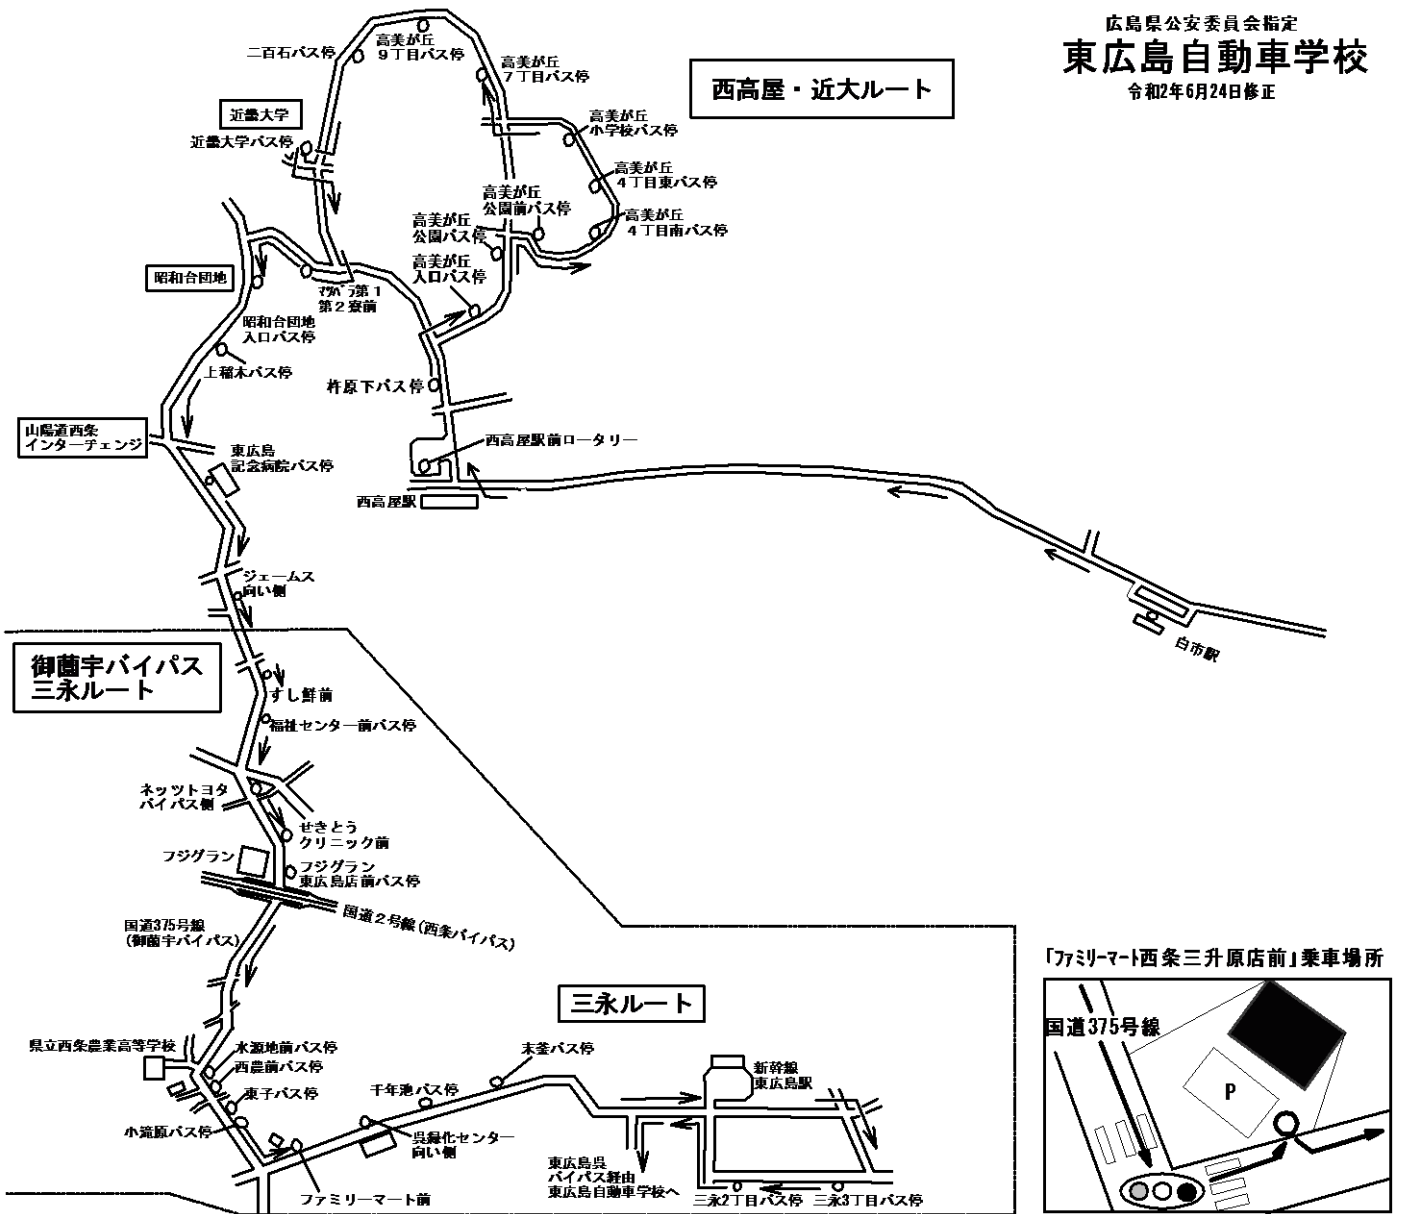 広島県公安委員会指定
東広島自動車学校
令和2年6月24日修正
西高屋・近大ルート
二百石バス停
高美が丘
9丁目バス停
高美が丘
7丁目バス停
近畿大学
近畿大学バス停
高美が丘
小学校バス停
高美が丘
4丁目東バス停
高美が丘
公園前バス停
高美が丘
4丁目南バス停
高美が丘
公園バス停
高美が丘
入口バス停
昭和台団地
第1
第2寮前
昭和台団地
入口バス停
上稲木バス停
杵原下バス停
山陽道西条
インターチェンジ
東広島
記念病院バス停
西高屋駅前ロータリー
西高屋駅
ジェームス
向い側
白市駅
御薗宇バイパス
三永ルート
すし鮮前
福祉センター前バス停
ネッツトヨタ
バイパス側
せきとう
クリニック前
フジグラン
フジグラン
東広島店前バス停
国道2号線(西条バイパス)
国道375号線
(御薗宇バイパス)
三永ルート
県立西条農業高等学校
水源地前バス停
西農前バス停
東子バス停
小滝原バス停
末釜バス停
千年池バス停
呉緑化センター
向い側
ファミリーマート前
新幹線
東広島駅
東広島呉
バイパス経由
東広島自動車学校へ
三永2丁目バス停
三永3丁目バス停
「ファミリーマート西条三升原店前」乗車場所
国道375号線
P